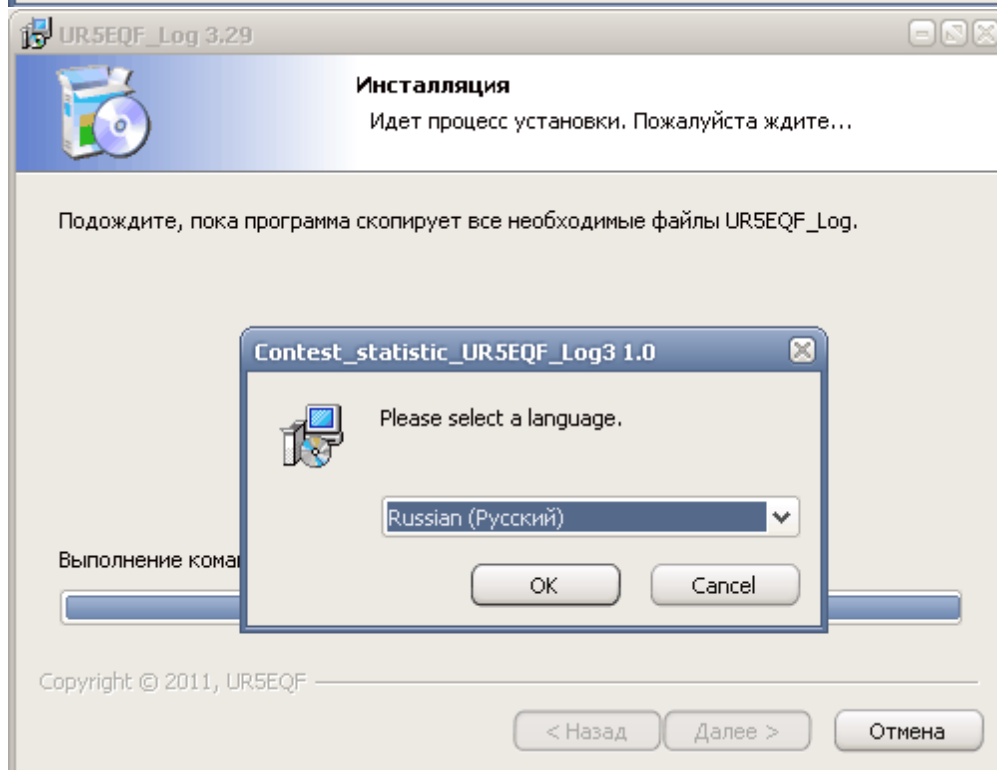 UR5EQF_Log 3.29
Инсталляция
Идет процесс установки. Пожалуйста ждите...
Подождите, пока программа скопирует все необходимые файлы UR5EQF_Log.
Contest_statistic_UR5EQF_Log3 1.0
Please select a language.
Russian (Русский)
OK
Cancel
Выполнение
Copyright © 2011, UR5EQF
< Назад
Далее >
Отмена